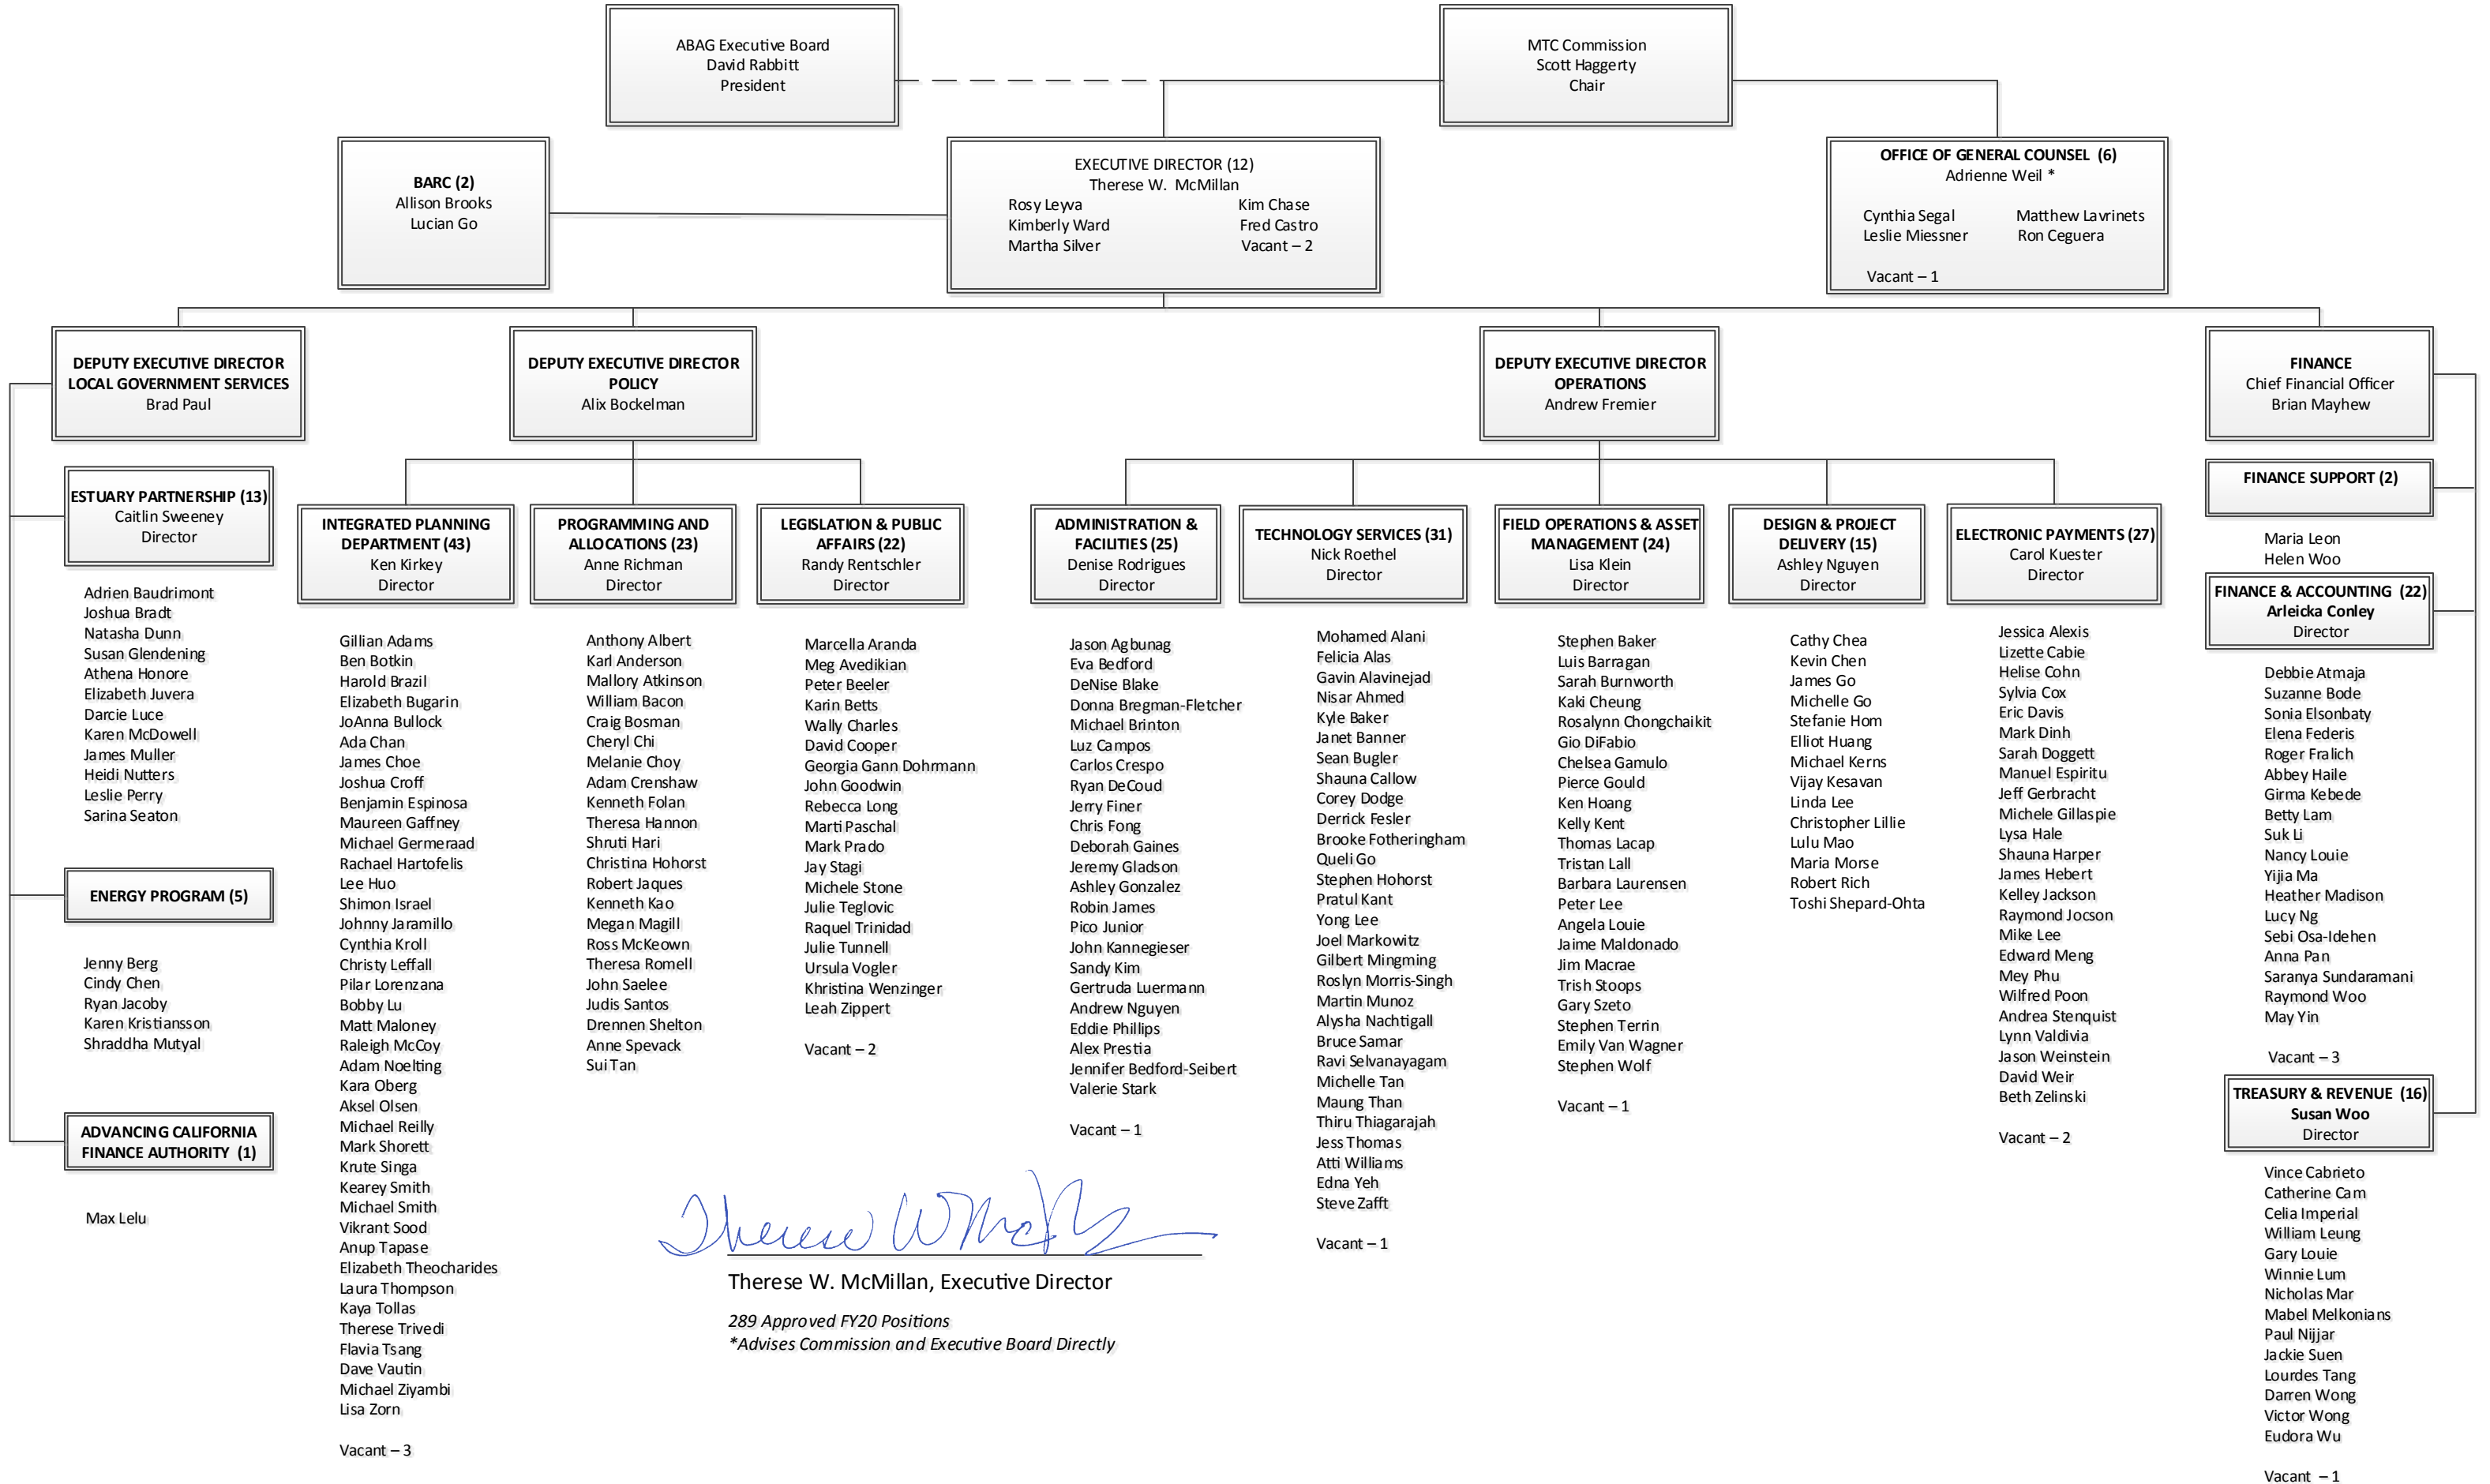 ABAG Executive Board
David Rabbitt
President
MTC Commission
Scott Haggerty
Chair
BARC (2)
Allison Brooks
Lucian Go
EXECUTIVE DIRECTOR (12)
Therese W. McMillan
Rosy Leyva
Kimberly Ward
Martha Silver
Kim Chase
Fred Castro
Vacant – 2
OFFICE OF GENERAL COUNSEL (6)
Adrienne Weil *
Cynthia Segal
Leslie Miessner
Matthew Lavrinets
Ron Ceguera
Vacant – 1
DEPUTY EXECUTIVE DIRECTOR
LOCAL GOVERNMENT SERVICES
Brad Paul
DEPUTY EXECUTIVE DIRECTOR
POLICY
Alix Bockelman
DEPUTY EXECUTIVE DIRECTOR
OPERATIONS
Andrew Fremier
FINANCE
Chief Financial Officer
Brian Mayhew
ESTUARY PARTNERSHIP (13)
Caitlin Sweeney
Director
Adrien Baudrimont
Joshua Bradt
Natasha Dunn
Susan Glendening
Athena Honore
Elizabeth Juvera
Darcie Luce
Karen McDowell
James Muller
Heidi Nutters
Leslie Perry
Sarina Seaton
ENERGY PROGRAM (5)
Jenny Berg
Cindy Chen
Ryan Jacoby
Karen Kristiansson
Shraddha Mutyal
ADVANCING CALIFORNIA
FINANCE AUTHORITY (1)
Max Lelu
INTEGRATED PLANNING
DEPARTMENT (43)
Ken Kirkey
Director
Gillian Adams
Ben Botkin
Harold Brazil
Elizabeth Bugarin
JoAnna Bullock
Ada Chan
James Choe
Joshua Croff
Benjamin Espinosa
Maureen Gaffney
Michael Germeraad
Rachael Hartofelis
Lee Huo
Shimon Israel
Johnny Jaramillo
Cynthia Kroll
Christy Leffall
Pilar Lorenzana
Bobby Lu
Matt Maloney
Raleigh McCoy
Adam Noelting
Kara Oberg
Aksel Olsen
Michael Reilly
Mark Shorett
Krute Singa
Kearey Smith
Michael Smith
Vikrant Sood
Anup Tapase
Elizabeth Theocharides
Laura Thompson
Kaya Tollas
Therese Trivedi
Flavia Tsang
Dave Vautin
Michael Ziyambi
Lisa Zorn
Vacant – 3
PROGRAMMING AND
ALLOCATIONS (23)
Anne Richman
Director
Anthony Albert
Karl Anderson
Mallory Atkinson
William Bacon
Craig Bosman
Cheryl Chi
Melanie Choy
Adam Crenshaw
Kenneth Folan
Theresa Hannon
Shruti Hari
Christina Hohorst
Robert Jaques
Kenneth Kao
Megan Magill
Ross McKeown
Theresa Romell
John Saelee
Judis Santos
Drennen Shelton
Anne Spevack
Sui Tan
LEGISLATION & PUBLIC
AFFAIRS (22)
Randy Rentschler
Director
Marcella Aranda
Meg Avedikian
Peter Beeler
Karin Betts
Wally Charles
David Cooper
Georgia Gann Dohrmann
John Goodwin
Rebecca Long
Marti Paschal
Mark Prado
Jay Stagi
Michele Stone
Julie Teglovic
Raquel Trinidad
Julie Tunnell
Ursula Vogler
Khristina Wenzinger
Leah Zippert
Vacant – 2
ADMINISTRATION &
FACILITIES (25)
Denise Rodrigues
Director
Jason Agbunag
Eva Bedford
DeNise Blake
Donna Bregman-Fletcher
Michael Brinton
Luz Campos
Carlos Crespo
Ryan DeCoud
Jerry Finer
Chris Fong
Deborah Gaines
Jeremy Gladson
Ashley Gonzalez
Robin James
Pico Junior
John Kannegieser
Sandy Kim
Gertruda Luermann
Andrew Nguyen
Eddie Phillips
Alex Prestia
Jennifer Bedford-Seibert
Valerie Stark
Vacant – 1
TECHNOLOGY SERVICES (31)
Nick Roethel
Director
Mohamed Alani
Felicia Alas
Gavin Alavinejad
Nisar Ahmed
Kyle Baker
Janet Banner
Sean Bugler
Shauna Callow
Corey Dodge
Derrick Fesler
Brooke Fotheringham
Queli Go
Stephen Hohorst
Pratul Kant
Yong Lee
Joel Markowitz
Gilbert Mingming
Roslyn Morris-Singh
Martin Munoz
Alysha Nachtigall
Bruce Samar
Ravi Selvanayagam
Michelle Tan
Maung Than
Thiru Thiagarajah
Jess Thomas
Atti Williams
Edna Yeh
Steve Zafft
Vacant – 1
FIELD OPERATIONS & ASSET
MANAGEMENT (24)
Lisa Klein
Director
Stephen Baker
Luis Barragan
Sarah Burnworth
Kaki Cheung
Rosalynn Chongchaikit
Gio DiFabio
Chelsea Gamulo
Pierce Gould
Ken Hoang
Kelly Kent
Thomas Lacap
Tristan Lall
Barbara Laurensen
Peter Lee
Angela Louie
Jaime Maldonado
Jim Macrae
Trish Stoops
Gary Szeto
Stephen Terrin
Emily Van Wagner
Stephen Wolf
Vacant – 1
DESIGN & PROJECT
DELIVERY (15)
Ashley Nguyen
Director
Cathy Chea
Kevin Chen
James Go
Michelle Go
Stefanie Hom
Elliot Huang
Michael Kerns
Vijay Kesavan
Linda Lee
Christopher Lillie
Lulu Mao
Maria Morse
Robert Rich
Toshi Shepard-Ohta
ELECTRONIC PAYMENTS (27)
Carol Kuester
Director
Jessica Alexis
Lizette Cabie
Helise Cohn
Sylvia Cox
Eric Davis
Mark Dinh
Sarah Doggett
Manuel Espiritu
Jeff Gerbracht
Michele Gillaspie
Lysa Hale
Shauna Harper
James Hebert
Kelley Jackson
Raymond Jocson
Mike Lee
Edward Meng
Mey Phu
Wilfred Poon
Andrea Stenquist
Lynn Valdivia
Jason Weinstein
David Weir
Beth Zelinski
Vacant – 2
FINANCE SUPPORT (2)
Maria Leon
Helen Woo
FINANCE & ACCOUNTING (22)
Arleicka Conley
Director
Debbie Atmaja
Suzanne Bode
Sonia Elsonbaty
Elena Federis
Roger Fralich
Abbey Haile
Girma Kebede
Betty Lam
Suk Li
Nancy Louie
Yijia Ma
Heather Madison
Lucy Ng
Sebi Osa-Idehen
Anna Pan
Saranya Sundaramani
Raymond Woo
May Yin
Vacant – 3
TREASURY & REVENUE (16)
Susan Woo
Director
Vince Cabrieto
Catherine Cam
Celia Imperial
William Leung
Gary Louie
Winnie Lum
Nicholas Mar
Mabel Melkonians
Paul Nijjar
Jackie Suen
Lourdes Tang
Darren Wong
Victor Wong
Eudora Wu
Vacant – 1
Therese W McM
Therese W. McMillan, Executive Director
289 Approved FY20 Positions
*Advises Commission and Executive Board Directly